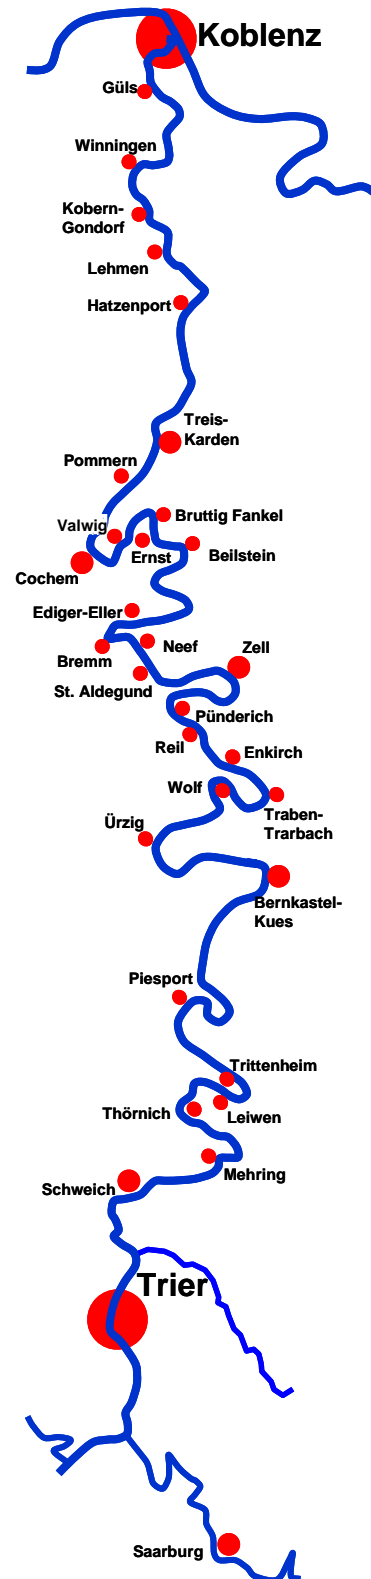 Koblenz
Güls
Winningen
Kobern-
Gondorf
Lehmen
Hatzenport
Treis-
Karden
Pommern
Bruttig Fankel
Valwig
Ernst
Beilstein
Cochem
Ediger-Eller
Neef
Zell
Bremm
St. Aldegund
Pünderich
Reil
Enkirch
Wolf
Traben-
Trarbach
Ürzig
Bernkastel-
Kues
Piesport
Trittenheim
Thörnich
Leiwen
Mehring
Schweich
Trier
Saarburg